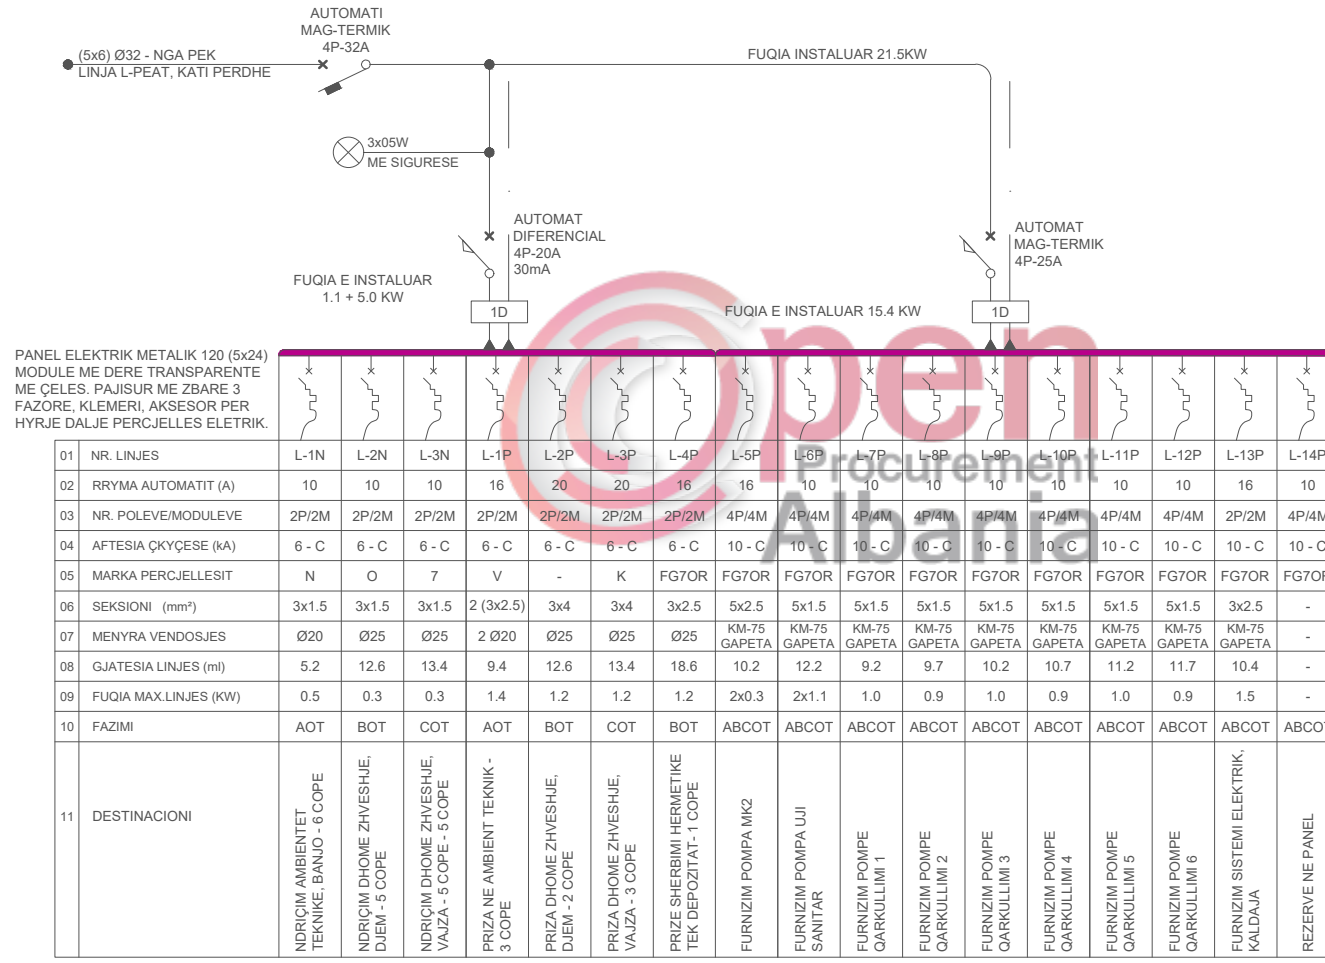 AUTOMATI
MAG-TERMIK
4P-32A
(5x6) Ø32 - NGA PEK
LINJA L-PEAT, KATI PERDHE
FUQIA INSTALUAR 21.5KW
3x05W
ME SIGURESE
AUTOMAT
DIFERENCIAL
4P-20A
30mA
AUTOMAT
MAG-TERMIK
4P-25A
FUQIA E INSTALUAR
1.1 + 5.0 KW
FUQIA E INSTALUAR 15.4 KW
1D
1D
PANEL ELEKTRIK METALIK 120 (5x24)
MODULE ME DERE TRANSPARENTE
ME ÇELES. PAJISUR ME ZBARE 3
FAZORE, KLEMERI, AKSESOR PER
HYRJE DALJE PERCJELLES ELETRIK.
Open
Procurement
Albania
01 NR. LINJES L-1N L-2N L-3N L-1P L-2P L-3P L-4P L-5P L-6P L-7P L-8P L-9P L-10P L-11P L-12P L-13P L-14P
02 RRYMA AUTOMATIT (A) 10 10 10 16 20 20 16 16 10 10 10 10 10 10 10 16 10
03 NR. POLEVE/MODULEVE 2P/2M 2P/2M 2P/2M 2P/2M 2P/2M 2P/2M 2P/2M 4P/4M 4P/4M 4P/4M 4P/4M 4P/4M 4P/4M 4P/4M 4P/4M 2P/2M 4P/4M
04 AFTESIA ÇKYÇESE (kA) 6 - C 6 - C 6 - C 6 - C 6 - C 6 - C 6 - C 10 - C 10 - C 10 - C 10 - C 10 - C 10 - C 10 - C 10 - C 10 - C 10 - C
05 MARKA PERCJELLESIT N O 7 V - K FG7OR FG7OR FG7OR FG7OR FG7OR FG7OR FG7OR FG7OR FG7OR FG7OR FG7OR
06 SEKSIONI (mm²) 3x1.5 3x1.5 3x1.5 2 (3x2.5) 3x4 3x4 3x2.5 5x2.5 5x1.5 5x1.5 5x1.5 5x1.5 5x1.5 5x1.5 5x1.5 3x2.5 -
07 MENYRA VENDOSJES Ø20 Ø25 Ø25 2 Ø20 Ø25 Ø25 Ø25 KM-75 KM-75 KM-75 KM-75 KM-75 KM-75 KM-75 KM-75 KM-75 -
GAPETA GAPETA GAPETA GAPETA GAPETA GAPETA GAPETA GAPETA GAPETA
08 GJATESIA LINJES (ml) 5.2 12.6 13.4 9.4 12.6 13.4 18.6 10.2 12.2 9.2 9.7 10.2 10.7 11.2 11.7 10.4 -
09 FUQIA MAX.LINJES (KW) 0.5 0.3 0.3 1.4 1.2 1.2 1.2 2x0.3 2x1.1 1.0 0.9 1.0 0.9 1.0 0.9 1.5 -
10 FAZIMI AOT BOT COT AOT BOT COT BOT ABCOT ABCOT ABCOT ABCOT ABCOT ABCOT ABCOT ABCOT ABCOT ABCOT
11 DESTINACIONI
NDRIÇIM AMBIENTET
TEKNIKE, BANJO - 6 COPE
NDRIÇIM DHOME ZHVESHJE,
DJEM - 5 COPE
NDRIÇIM DHOME ZHVESHJE,
VAJZA - 5 COPE - 5 COPE
PRIZA NE AMBIENT TEKNIK -
3 COPE
PRIZA DHOME ZHVESHJE,
DJEM - 2 COPE
PRIZA DHOME ZHVESHJE,
VAJZA - 3 COPE
PRIZE SHERBIMI HERMETIKE
TEK DEPOZITAT- 1 COPE
FURNIZIM POMPA MK2
FURNIZIM POMPA UJI
SANITAR
FURNIZIM POMPE
QARKULLIMI 1
FURNIZIM POMPE
QARKULLIMI 2
FURNIZIM POMPE
QARKULLIMI 3
FURNIZIM POMPE
QARKULLIMI 4
FURNIZIM POMPE
QARKULLIMI 5
FURNIZIM POMPE
QARKULLIMI 6
FURNIZIM SISTEMI ELEKTRIK,
KALDAJA
REZERVE NE PANEL